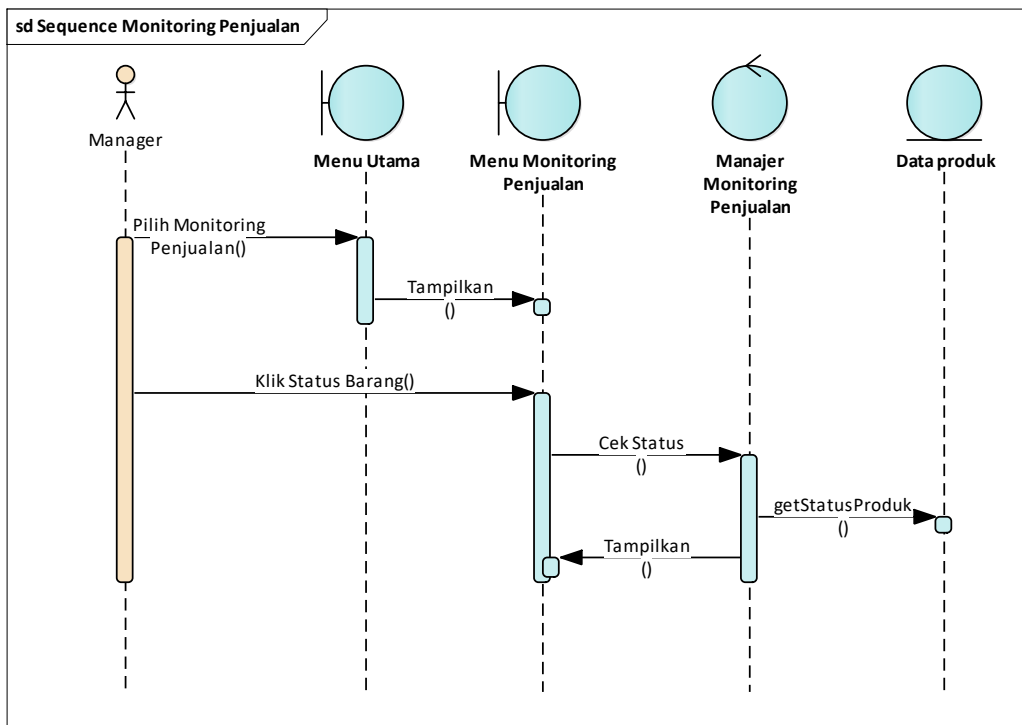 sd Sequence Monitoring Penjualan
Manager
Menu Utama
Menu Monitoring
Penjualan
Manajer
Monitoring
Penjualan
Data produk
Pilih Monitoring
Penjualan()
Tampilkan
()
Klik Status Barang()
Cek Status
()
getStatusProduk
()
Tampilkan
()